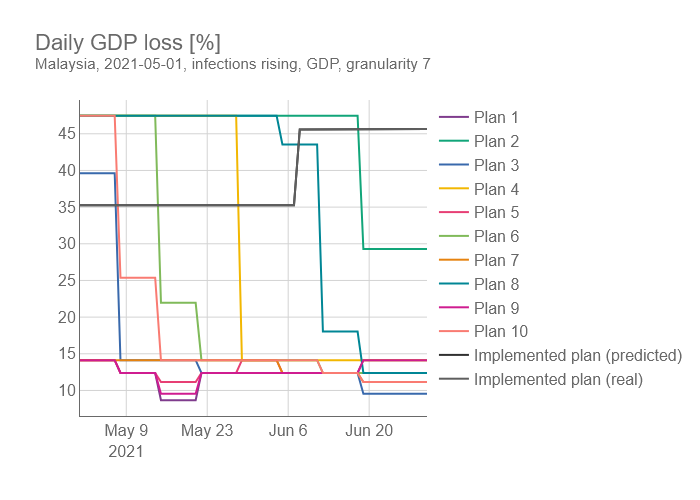 Daily GDP loss [%]
Malaysia, 2021-05-01, infections rising, GDP, granularity 7
45
40
35
30
25
20
15
10
May 9
2021
May 23
Jun 6
Jun 20
Plan 1
Plan 2
Plan 3
Plan 4
Plan 5
Plan 6
Plan 7
Plan 8
Plan 9
Plan 10
Implemented plan (predicted)
Implemented plan (real)